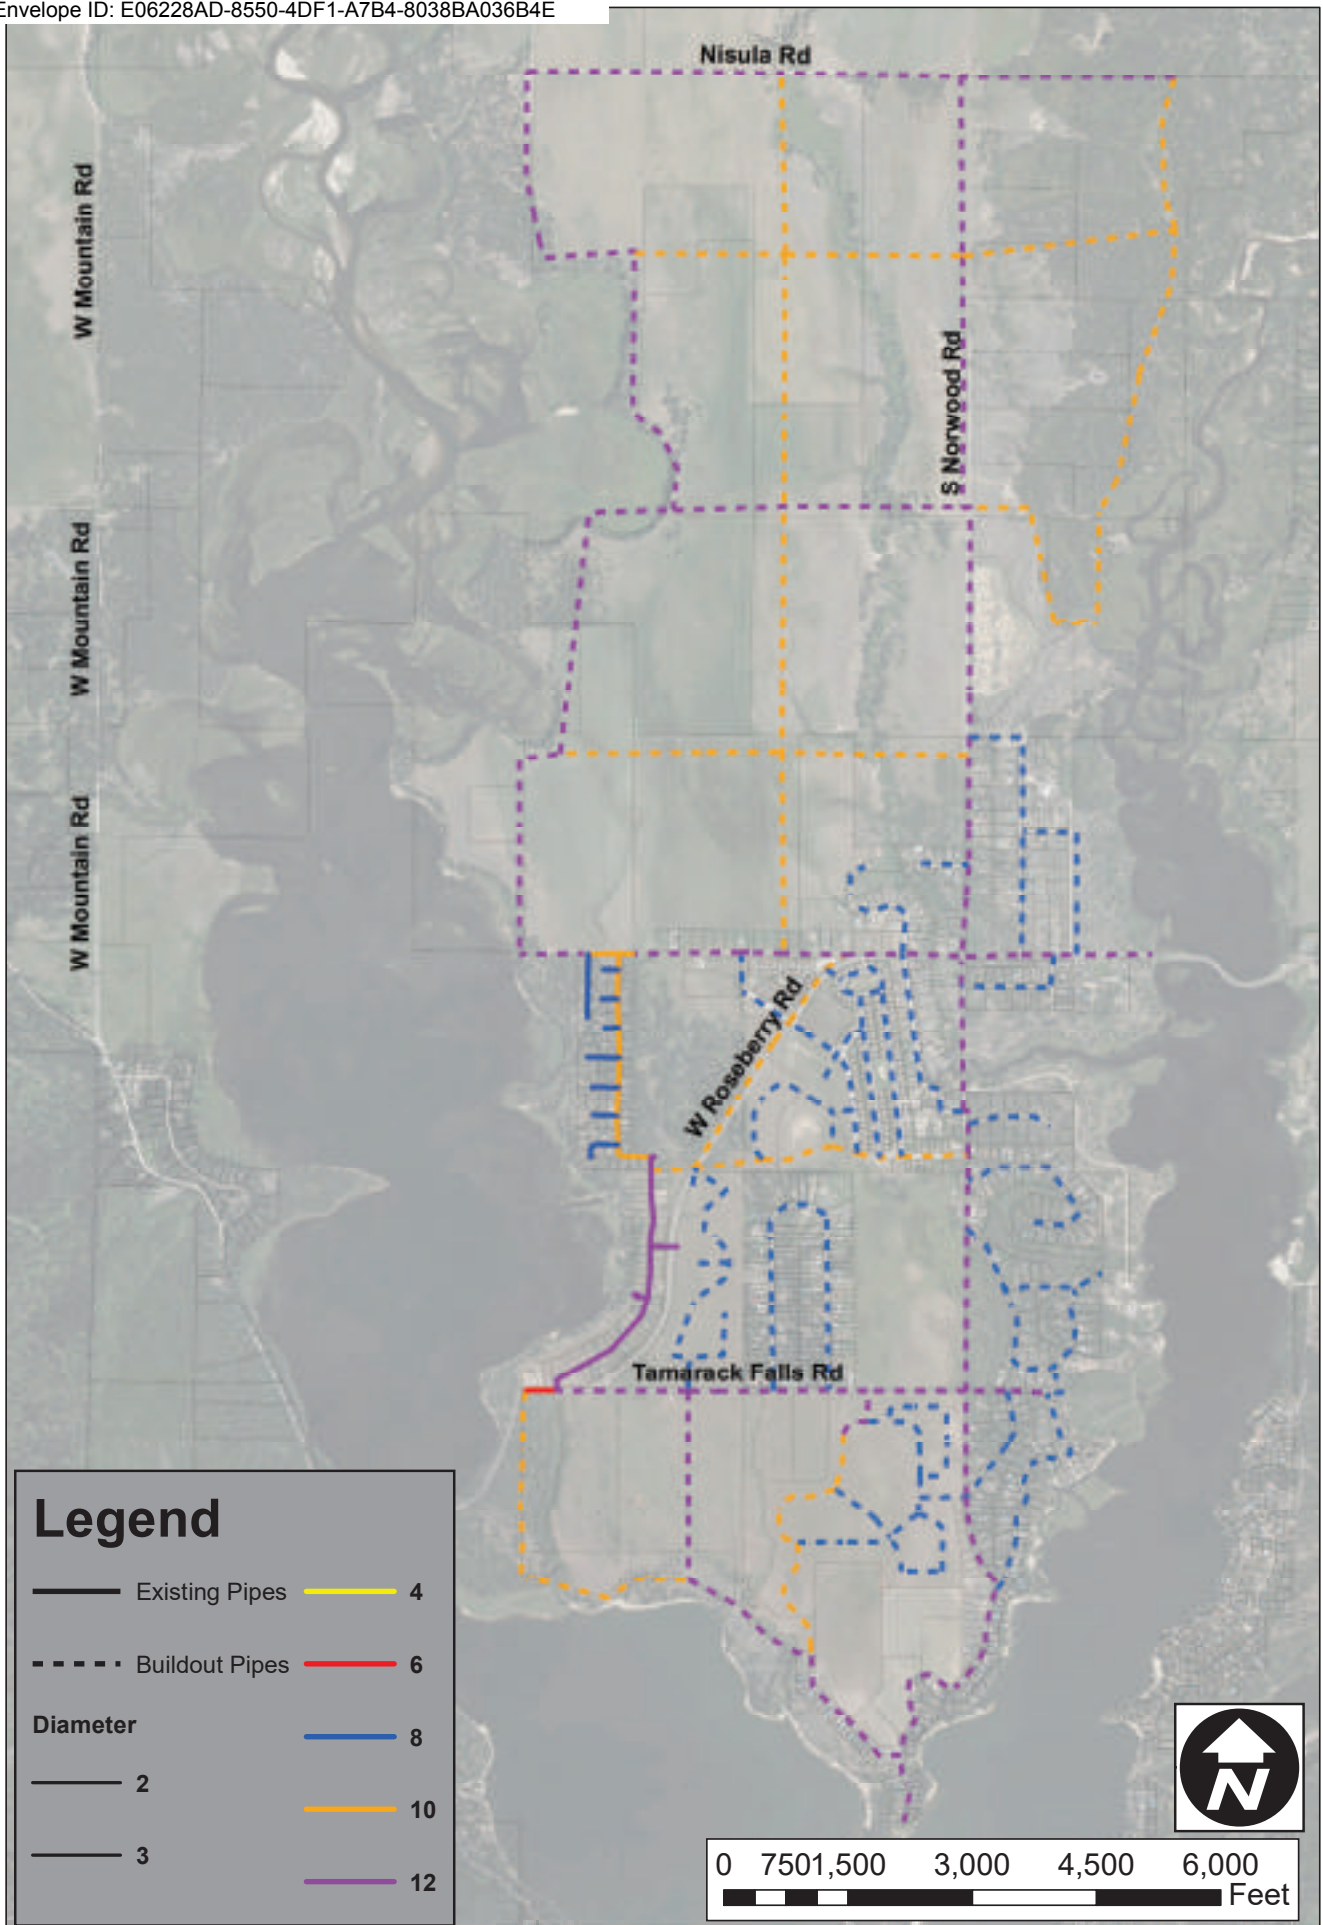 Envelope ID: E06228AD-8550-4DF1-A7B4-8038BA036B4E
Nisula Rd
W Mountain Rd
S Norwood Rd
W Mountain Rd
W Mountain Rd
W Roseberry Rd
Tamarack Falls Rd
Legend
Existing Pipes
4
Buildout Pipes
6
Diameter
8
2
10
3
12
N
0 750 1,500 3,000 4,500 6,000
Feet